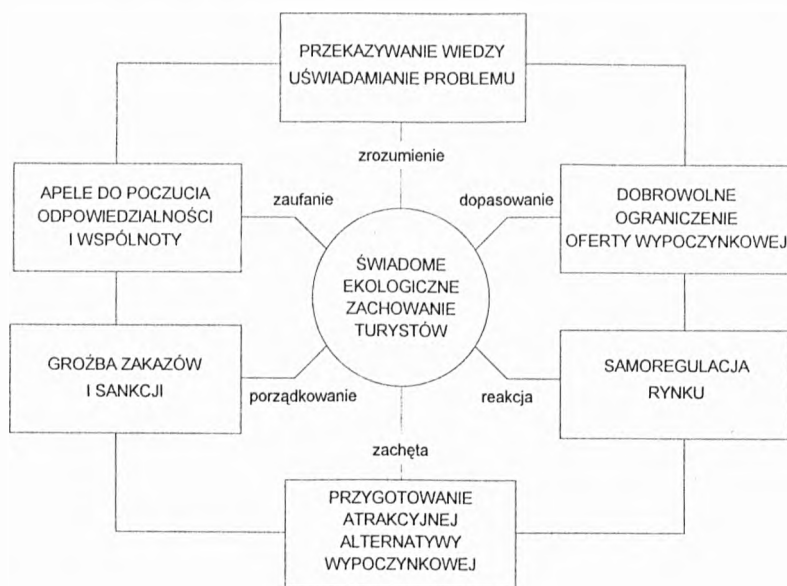 PRZEKAZYWANIE WIEDZY
UŚWIADAMIANIE PROBLEMU
zrozumienie
APELE DO POCZUCIA
ODPOWIEDZIALNOŚCI
I WSPÓLNOTY
zaufanie
dopasowanie
DOBROWOLNE
OGRANICZENIE
OFERTY WYPOCZYNKOWEJ
ŚWIADOME
EKOLOGICZNE
ZACHOWANIE
TURYSTÓW
GROŹBA ZAKAZÓW
I SANKCJI
porządkowanie
reakcja
SAMOREGULACJA
RYNKU
zachęta
PRZYGOTOWANIE
ATRAKCYJNEJ
ALTERNATYWY
WYPOCZYNKOWEJ